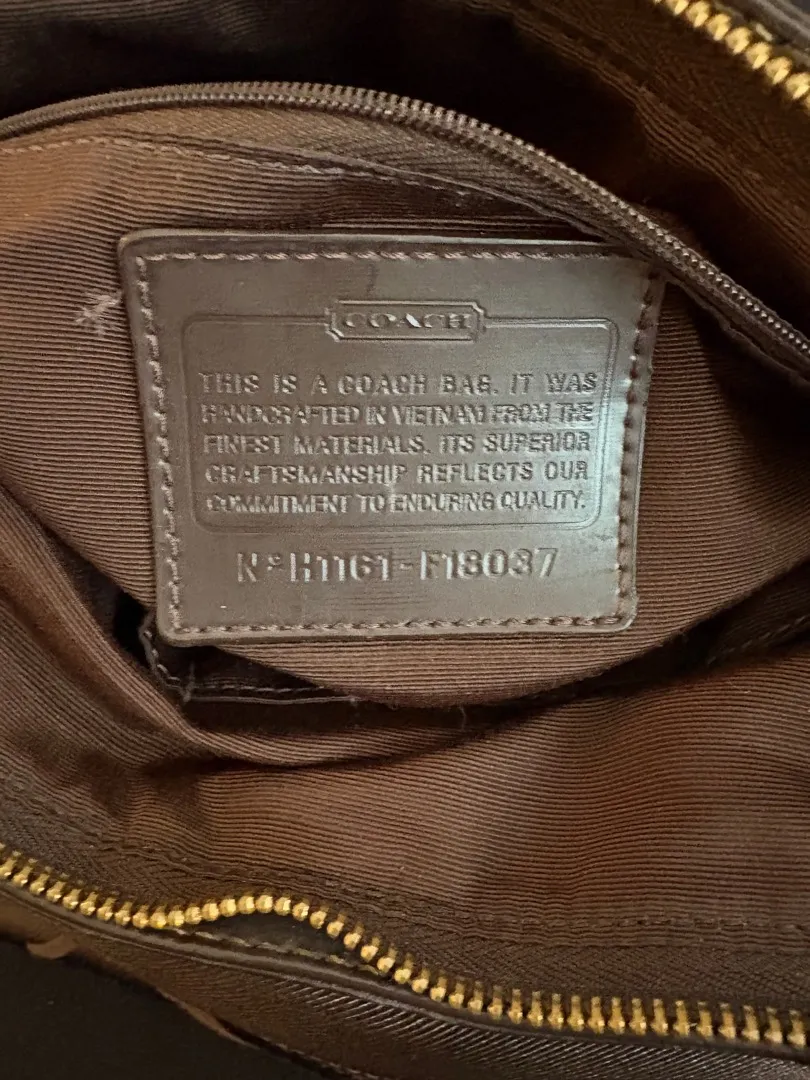 COACH
THIS IS A COACH BAG. IT WAS
HANDCRAFTED IN VIETNAM FROM THE
FINEST MATERIALS. ITS SUPERIOR
CRAFTSMANSHIP REFLECTS OUR
COMMITMENT TO ENDURING QUALITY.
Nº H1161-F18037